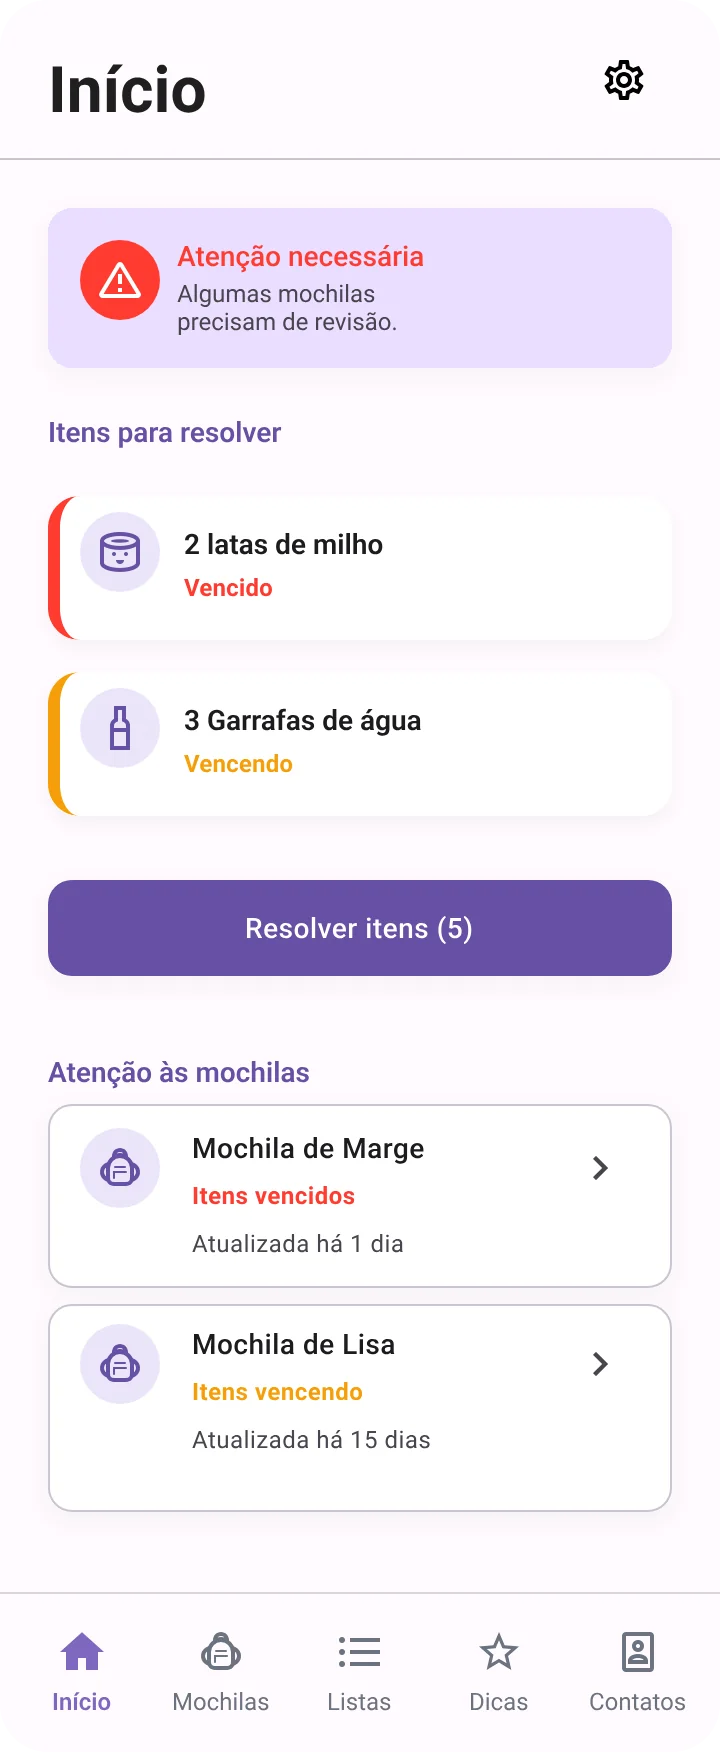 Início
Atenção necessária
Algumas mochilas
precisam de revisão.
Itens para resolver
2 latas de milho
Vencido
3 Garrafas de água
Vencendo
Resolver itens (5)
Atenção às mochilas
Mochila de Marge
Itens vencidos
Atualizada há 1 dia
Mochila de Lisa
Itens vencendo
Atualizada há 15 dias
Início
Mochilas
Listas
Dicas
Contatos